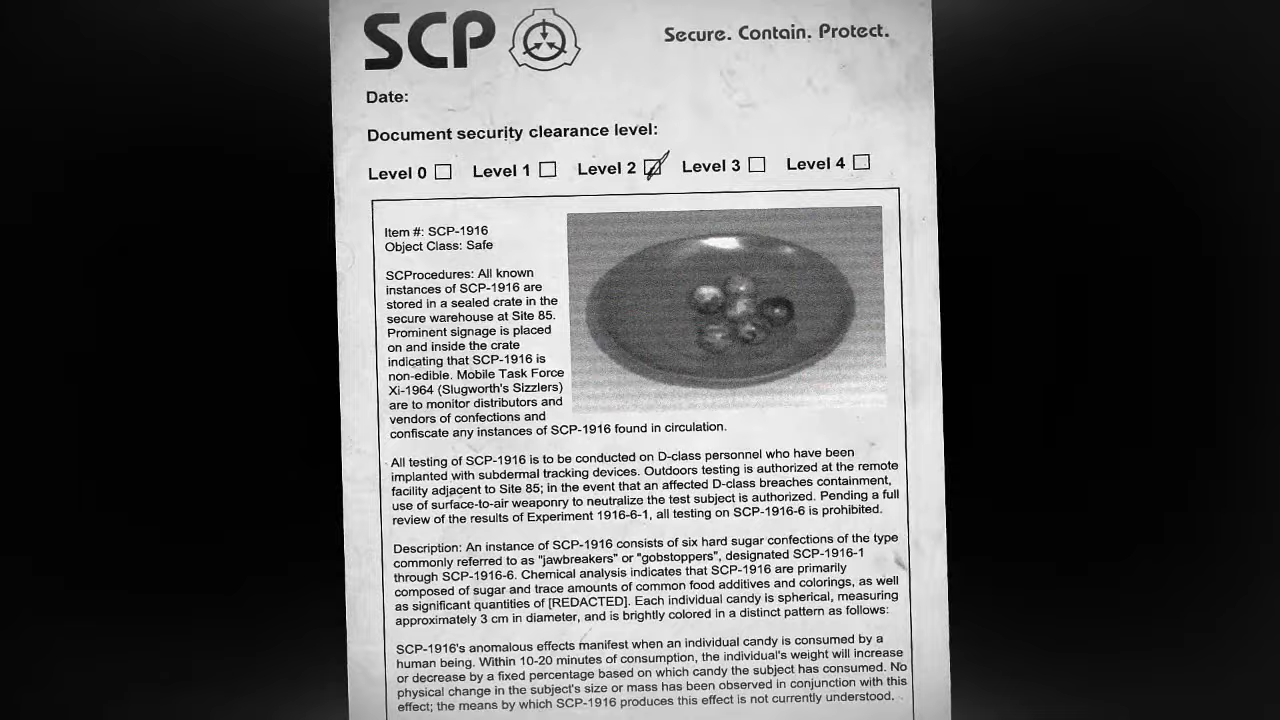 SCP
Secure. Contain. Protect.
Date:
Document security clearance level:
Level 0 Level 1 Level 2 Level 3 Level 4
Item #: SCP-1916
Object Class: Safe
SCProcedures: All known
instances of SCP-1916 are
stored in a sealed crate in the
secure warehouse at Site 85.
Prominent signage is placed
on and inside the crate
indicating that SCP-1916 is
non-edible. Mobile Task Force
Xi-1964 (Slugworth's Sizzlers)
are to monitor distributors and
vendors of confections and
confiscate any instances of SCP-1916 found in circulation.
All testing of SCP-1916 is to be conducted on D-class personnel who have been
implanted with subdermal tracking devices. Outdoors testing is authorized at the remote
facility adjacent to Site 85; in the event that an affected D-class breaches containment,
use of surface-to-air weaponry to neutralize the test subject is authorized. Pending a full
review of the results of Experiment 1916-6-1, all testing on SCP-1916-6 is prohibited.
Description: An instance of SCP-1916 consists of six hard sugar confections of the type
commonly referred to as "jawbreakers" or "gobstoppers", designated SCP-1916-1
through SCP-1916-6. Chemical analysis indicates that SCP-1916 are primarily
composed of sugar and trace amounts of common food additives and colorings, as well
as significant quantities of [REDACTED]. Each individual candy is spherical, measuring
approximately 3 cm in diameter, and is brightly colored in a distinct pattern as follows:
SCP-1916's anomalous effects manifest when an individual candy is consumed by a
human being. Within 10-20 minutes of consumption, the individual's weight will increase
or decrease by a fixed percentage based on which candy the subject has consumed. No
physical change in the subject's size or mass has been observed in conjunction with this
effect; the means by which SCP-1916 produces this effect is not currently understood.